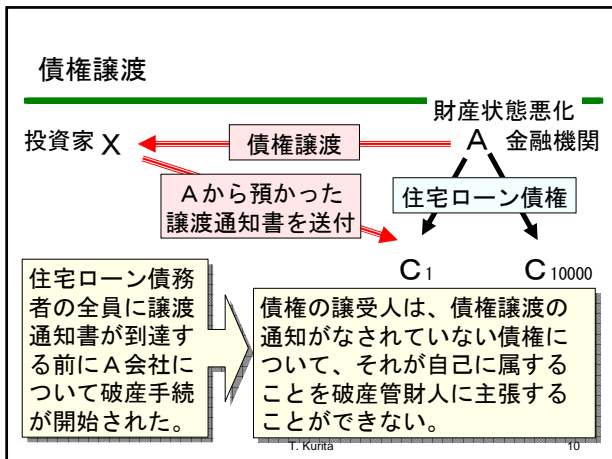 債権譲渡
財産状態悪化
投資家 X
債権譲渡
A 金融機関
Aから預かった
譲渡通知書を送付
住宅ローン債権
C1
C10000
住宅ローン債務
者の全員に譲渡
通知書が到達す
る前にA会社に
ついて破産手続
が開始された。
債権の譲受人は、債権譲渡の
通知がなされていない債権に
ついて、それが自己に属する
ことを破産管財人に主張する
ことができない。
T. Kurita
10